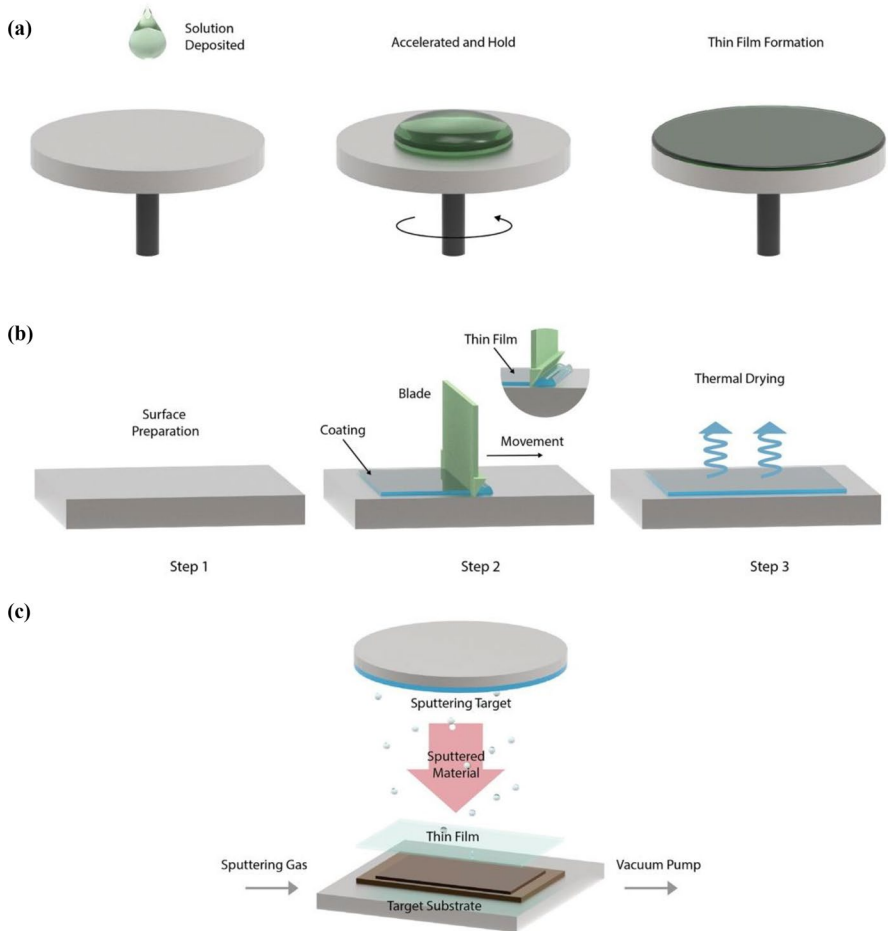 (a)
Solution
Deposited
Accelerated and Hold
Thin Film Formation
(b)
Surface
Preparation
Coating
Blade
Thin Film
Movement
Thermal Drying
Step 1
Step 2
Step 3
(c)
Sputtering Target
Sputtered
Material
Thin Film
Sputtering Gas
Vacuum Pump
Target Substrate